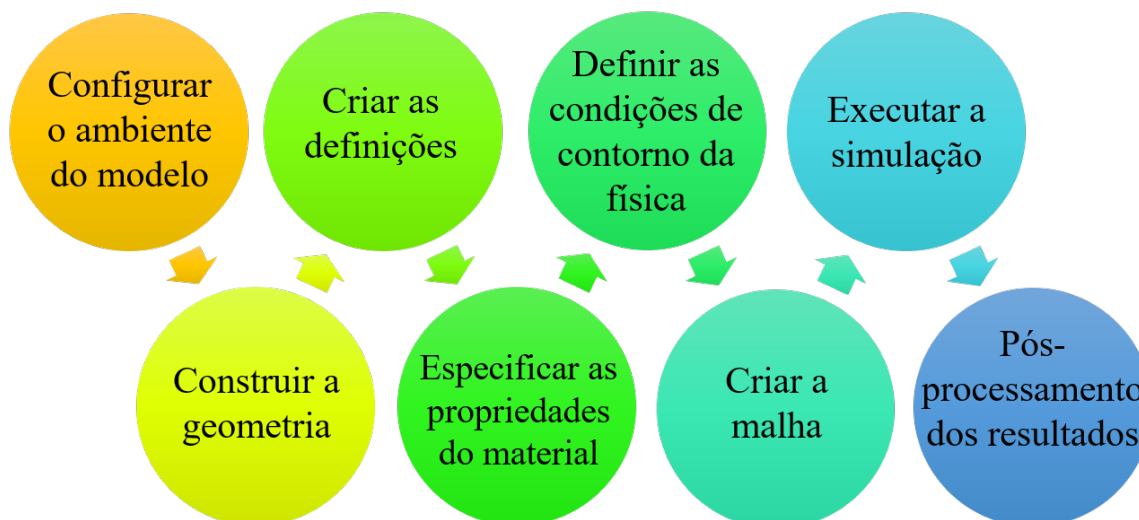 Configurar
o ambiente
do modelo
Construir a
geometria
Criar as
definições
Especificar as
propriedades
do material
Definir as
condições de
contorno da
física
Criar a
malha
Executar a
simulação
Pós-
processamento
dos resultados